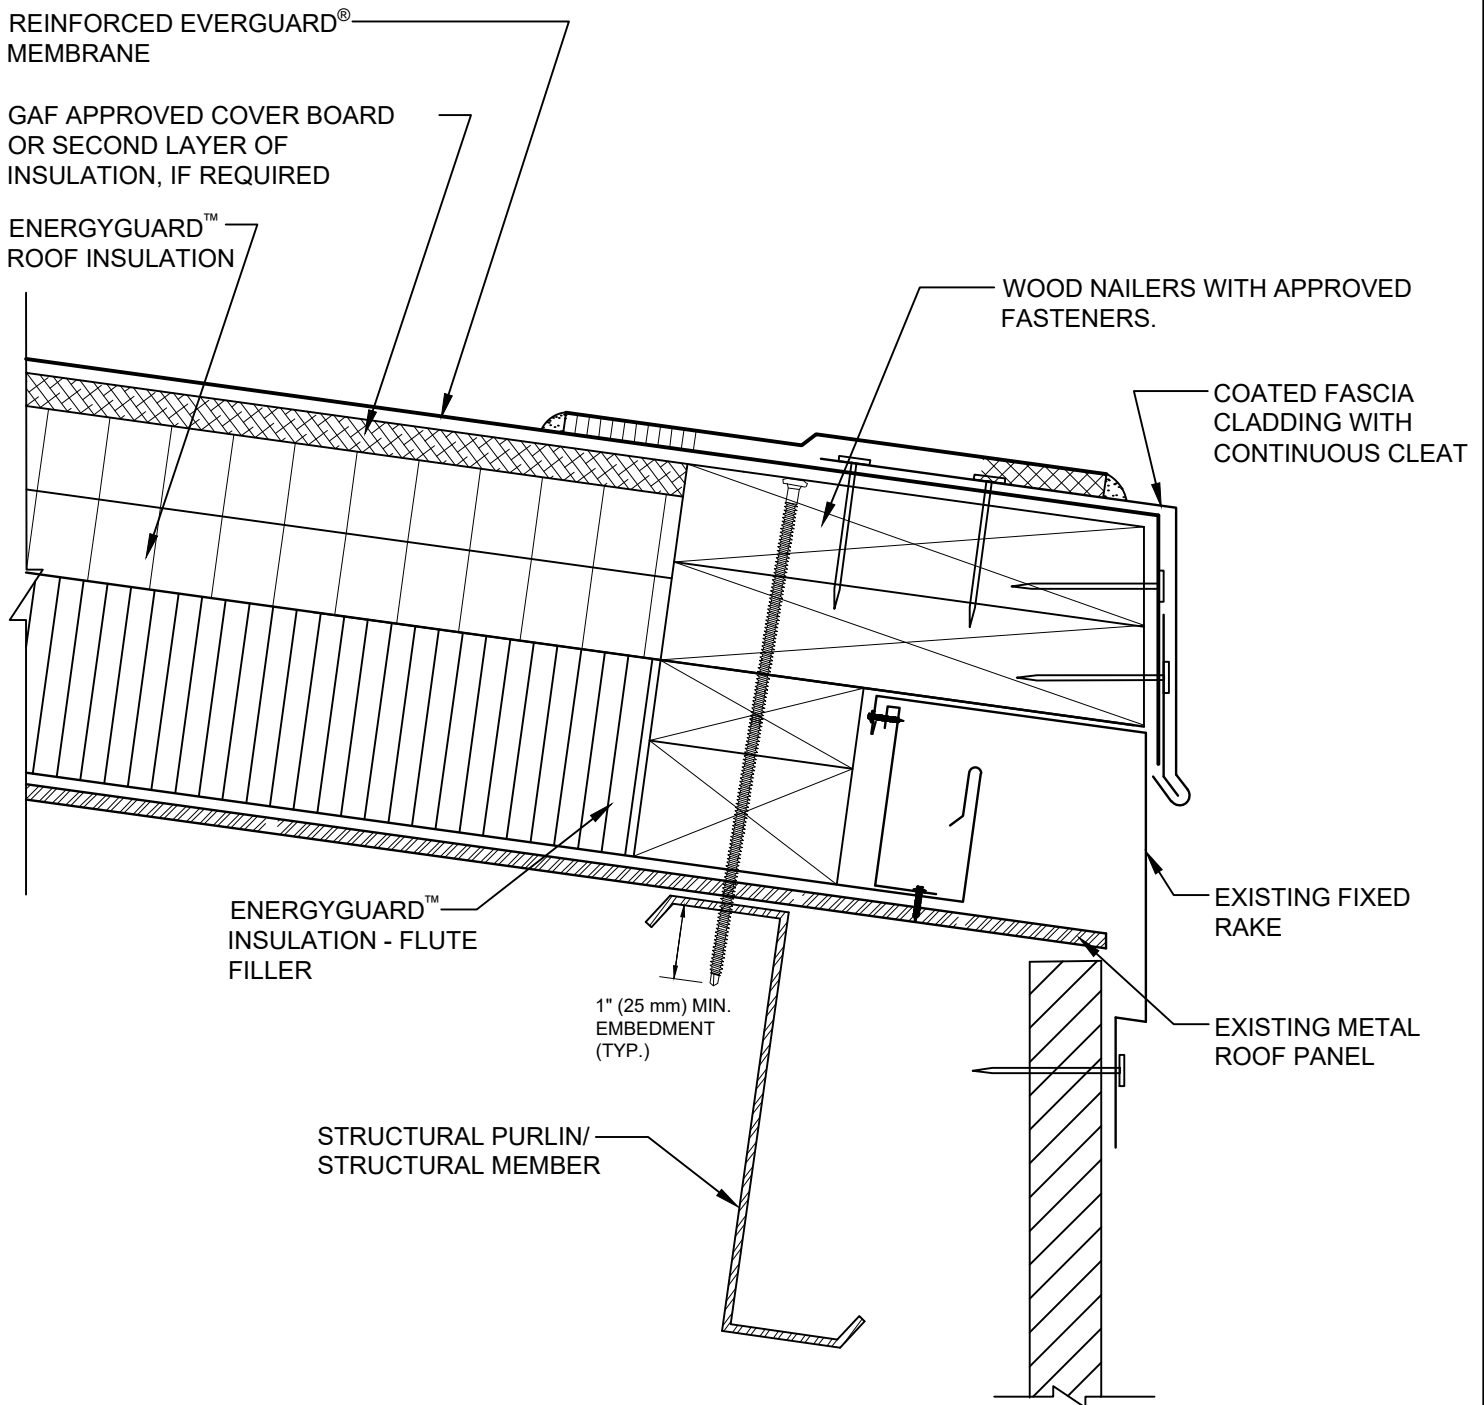 REINFORCED EVERGUARD®
MEMBRANE
GAF APPROVED COVER BOARD
OR SECOND LAYER OF
INSULATION, IF REQUIRED
ENERGYGUARD™
ROOF INSULATION
WOOD NAILERS WITH APPROVED
FASTENERS.
COATED FASCIA
CLADDING WITH
CONTINUOUS CLEAT
ENERGYGUARD™
INSULATION - FLUTE
FILLER
EXISTING FIXED
RAKE
1" (25 mm) MIN.
EMBEDMENT
(TYP.)
EXISTING METAL
ROOF PANEL
STRUCTURAL PURLIN/
STRUCTURAL MEMBER